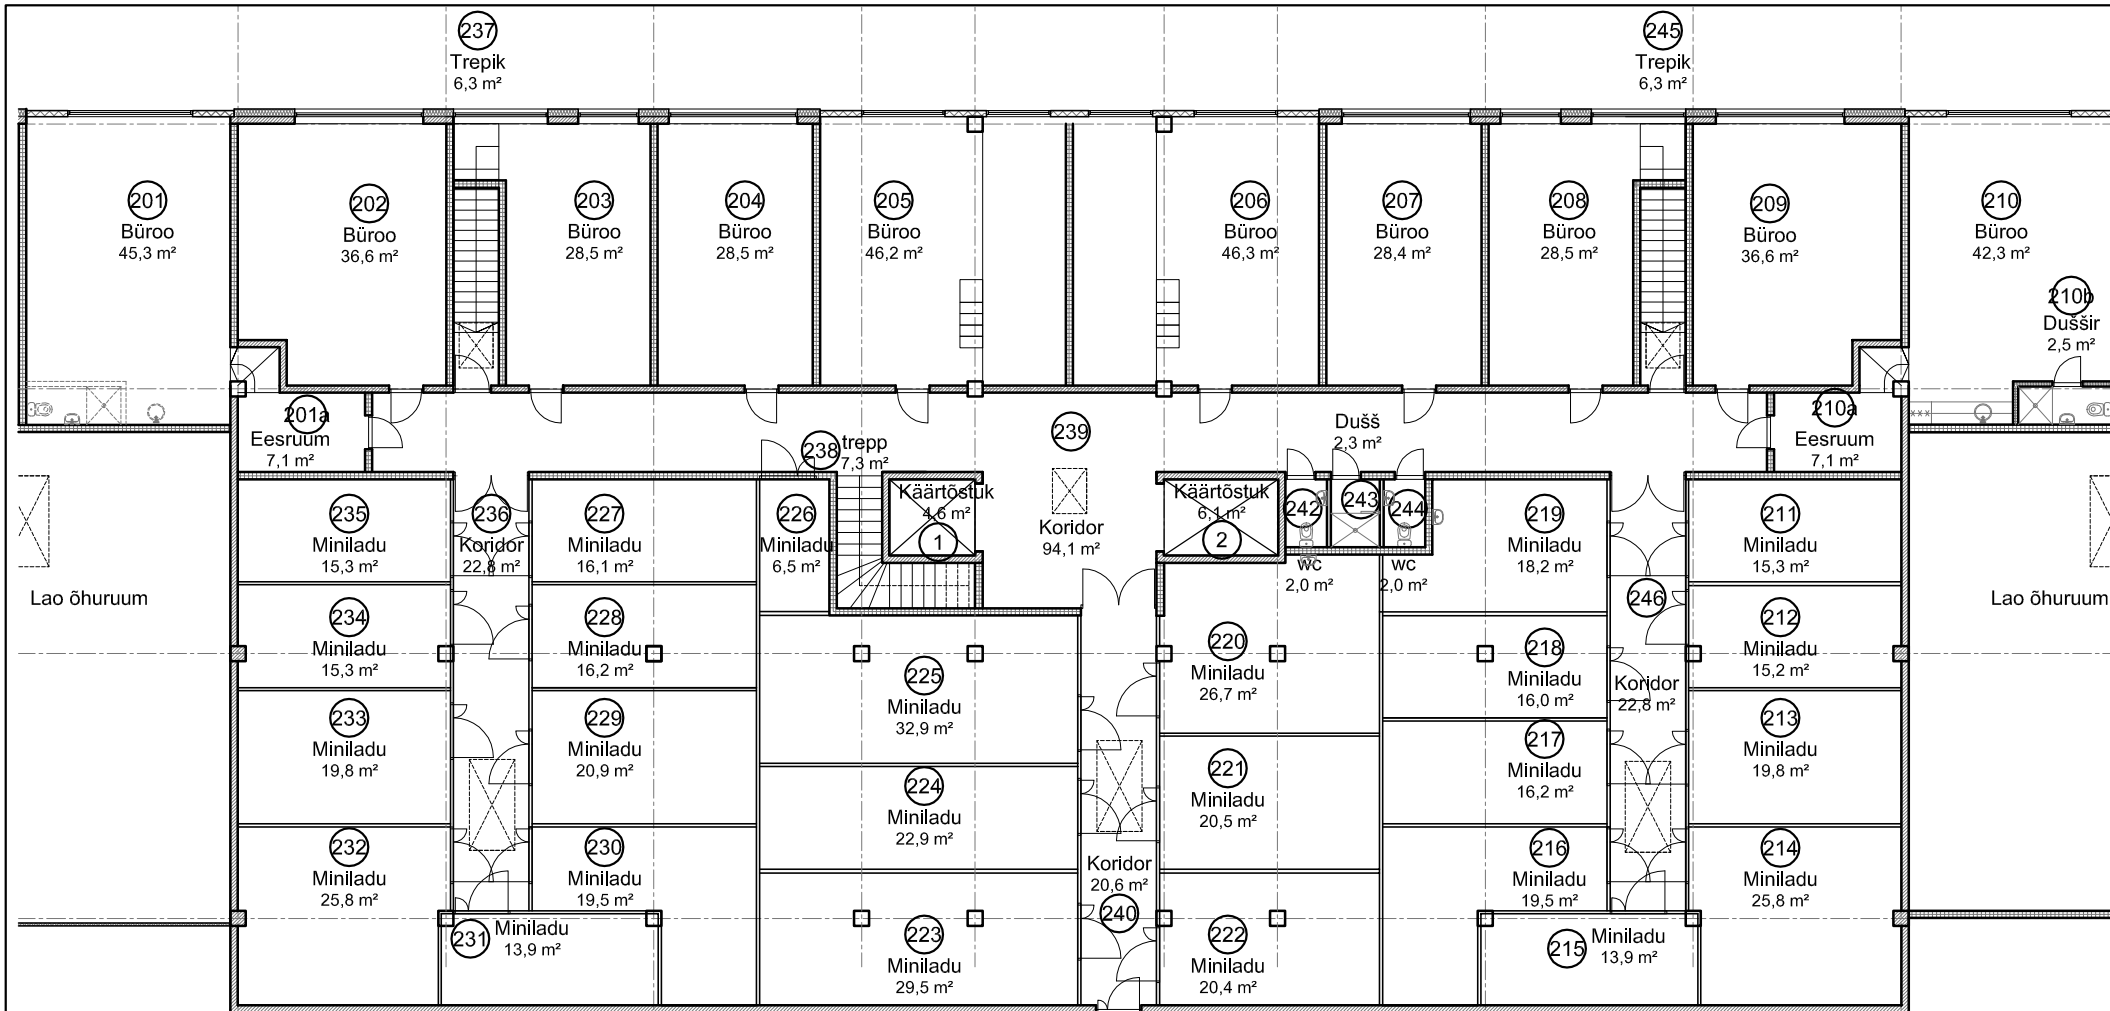 237
Trepik
6,3 m²
245
Trepik
6,3 m²
201
Büroo
45,3 m²
202
Büroo
36,6 m²
203
Büroo
28,5 m²
204
Büroo
28,5 m²
205
Büroo
46,2 m²
206
Büroo
46,3 m²
207
Büroo
28,4 m²
208
Büroo
28,5 m²
209
Büroo
36,6 m²
210
Büroo
42,3 m²
210b
Duššir
2,5 m²
201a
Eesruum
7,1 m²
238
trepp
7,3 m²
239
Koridor
94,1 m²
Dušš
2,3 m²
210a
Eesruum
7,1 m²
235
Miniladu
15,3 m²
236
Koridor
22,8 m²
227
Miniladu
16,1 m²
226
Miniladu
6,5 m²
Käärtõstuk
4,6 m²
1
Käärtõstuk
6,1 m²
2
242
wc
2,0 m²
243
244
wc
2,0 m²
219
Miniladu
18,2 m²
211
Miniladu
15,3 m²
Lao õhuruum
234
Miniladu
15,3 m²
228
Miniladu
16,2 m²
246
Koridor
22,8 m²
212
Miniladu
15,2 m²
Lao õhuruum
225
Miniladu
32,9 m²
220
Miniladu
26,7 m²
218
Miniladu
16,0 m²
233
Miniladu
19,8 m²
229
Miniladu
20,9 m²
217
Miniladu
16,2 m²
213
Miniladu
19,8 m²
224
Miniladu
22,9 m²
221
Miniladu
20,5 m²
232
Miniladu
25,8 m²
230
Miniladu
19,5 m²
Koridor
20,6 m²
240
216
Miniladu
19,5 m²
214
Miniladu
25,8 m²
231
Miniladu
13,9 m²
223
Miniladu
29,5 m²
222
Miniladu
20,4 m²
215
Miniladu
13,9 m²